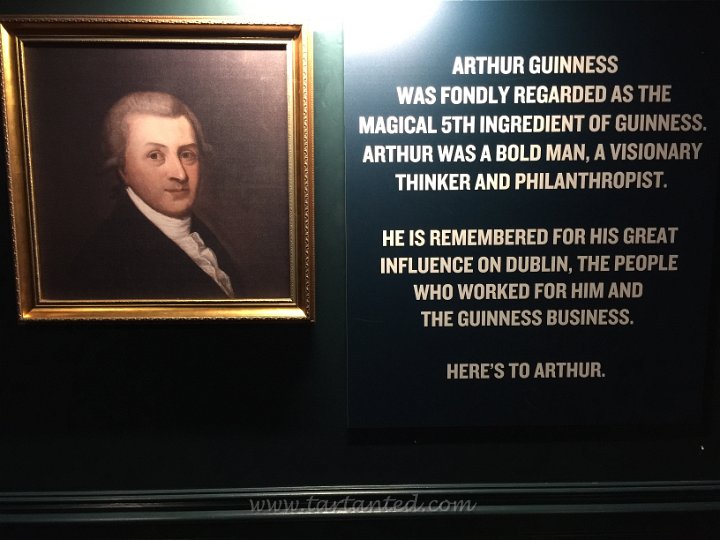 ARTHUR GUINNESS
WAS FONDLY REGARDED AS THE
MAGICAL 5TH INGREDIENT OF GUINNESS.
ARTHUR WAS A BOLD MAN, A VISIONARY
THINKER AND PHILANTHROPIST.
HE IS REMEMBERED FOR HIS GREAT
INFLUENCE ON DUBLIN, THE PEOPLE
WHO WORKED FOR HIM AND
THE GUINNESS BUSINESS.
HERE'S TO ARTHUR.
www.tartanted.com